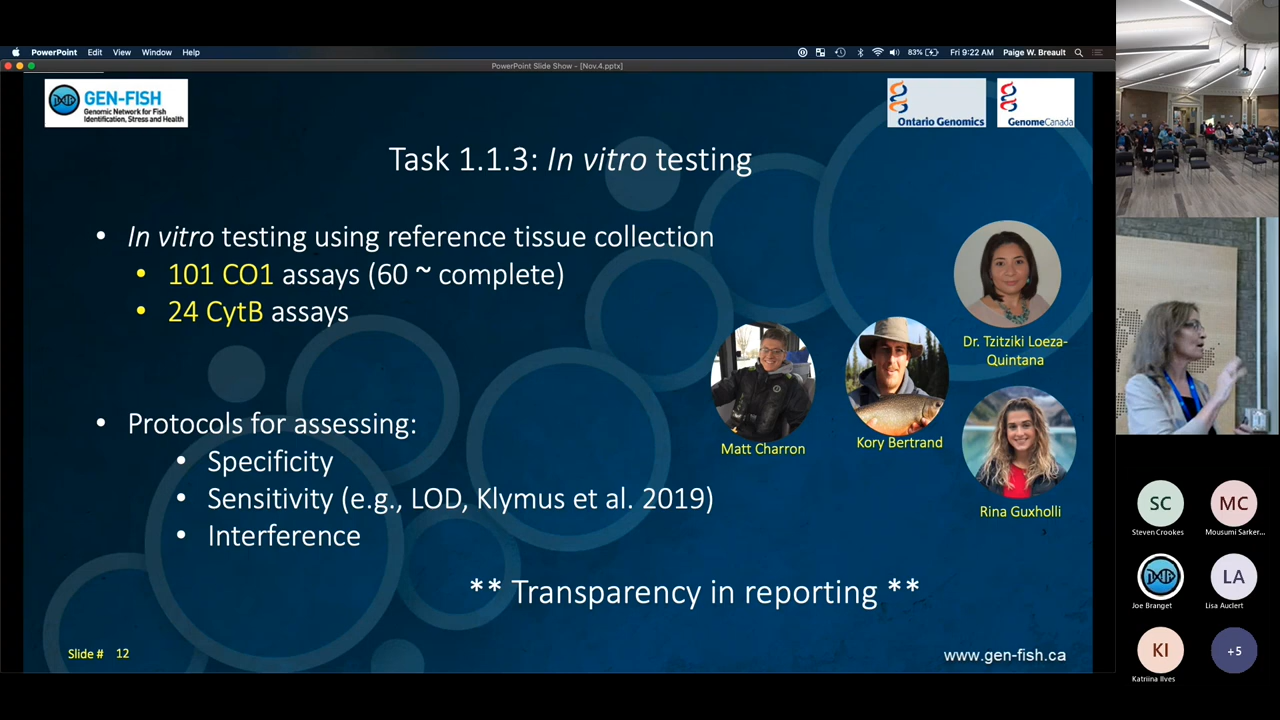 PowerPoint Edit View Window Help
83% Fri 9:22 AM Paige W. Breault
PowerPoint Slide Show - [Nov.4.pptx]
GEN-FISH
Genomic Network for Fish
Identification, Stress and Health
Ontario Genomics
GenomeCanada
Task 1.1.3: In vitro testing
• In vitro testing using reference tissue collection
• 101 CO1 assays (60 ~ complete)
• 24 CytB assays
Dr. Tzitziki Loeza-
Quintana
Matt Charron
Kory Bertrand
Rina Guxholli
• Protocols for assessing:
• Specificity
• Sensitivity (e.g., LOD, Klymus et al. 2019)
• Interference
** Transparency in reporting **
Slide # 12
www.gen-fish.ca
SC
Steven Crookes
MC
Mousumi Sarker...
Joe Branget
LA
Lisa Auclert
KI
Katriina Ilves
+5